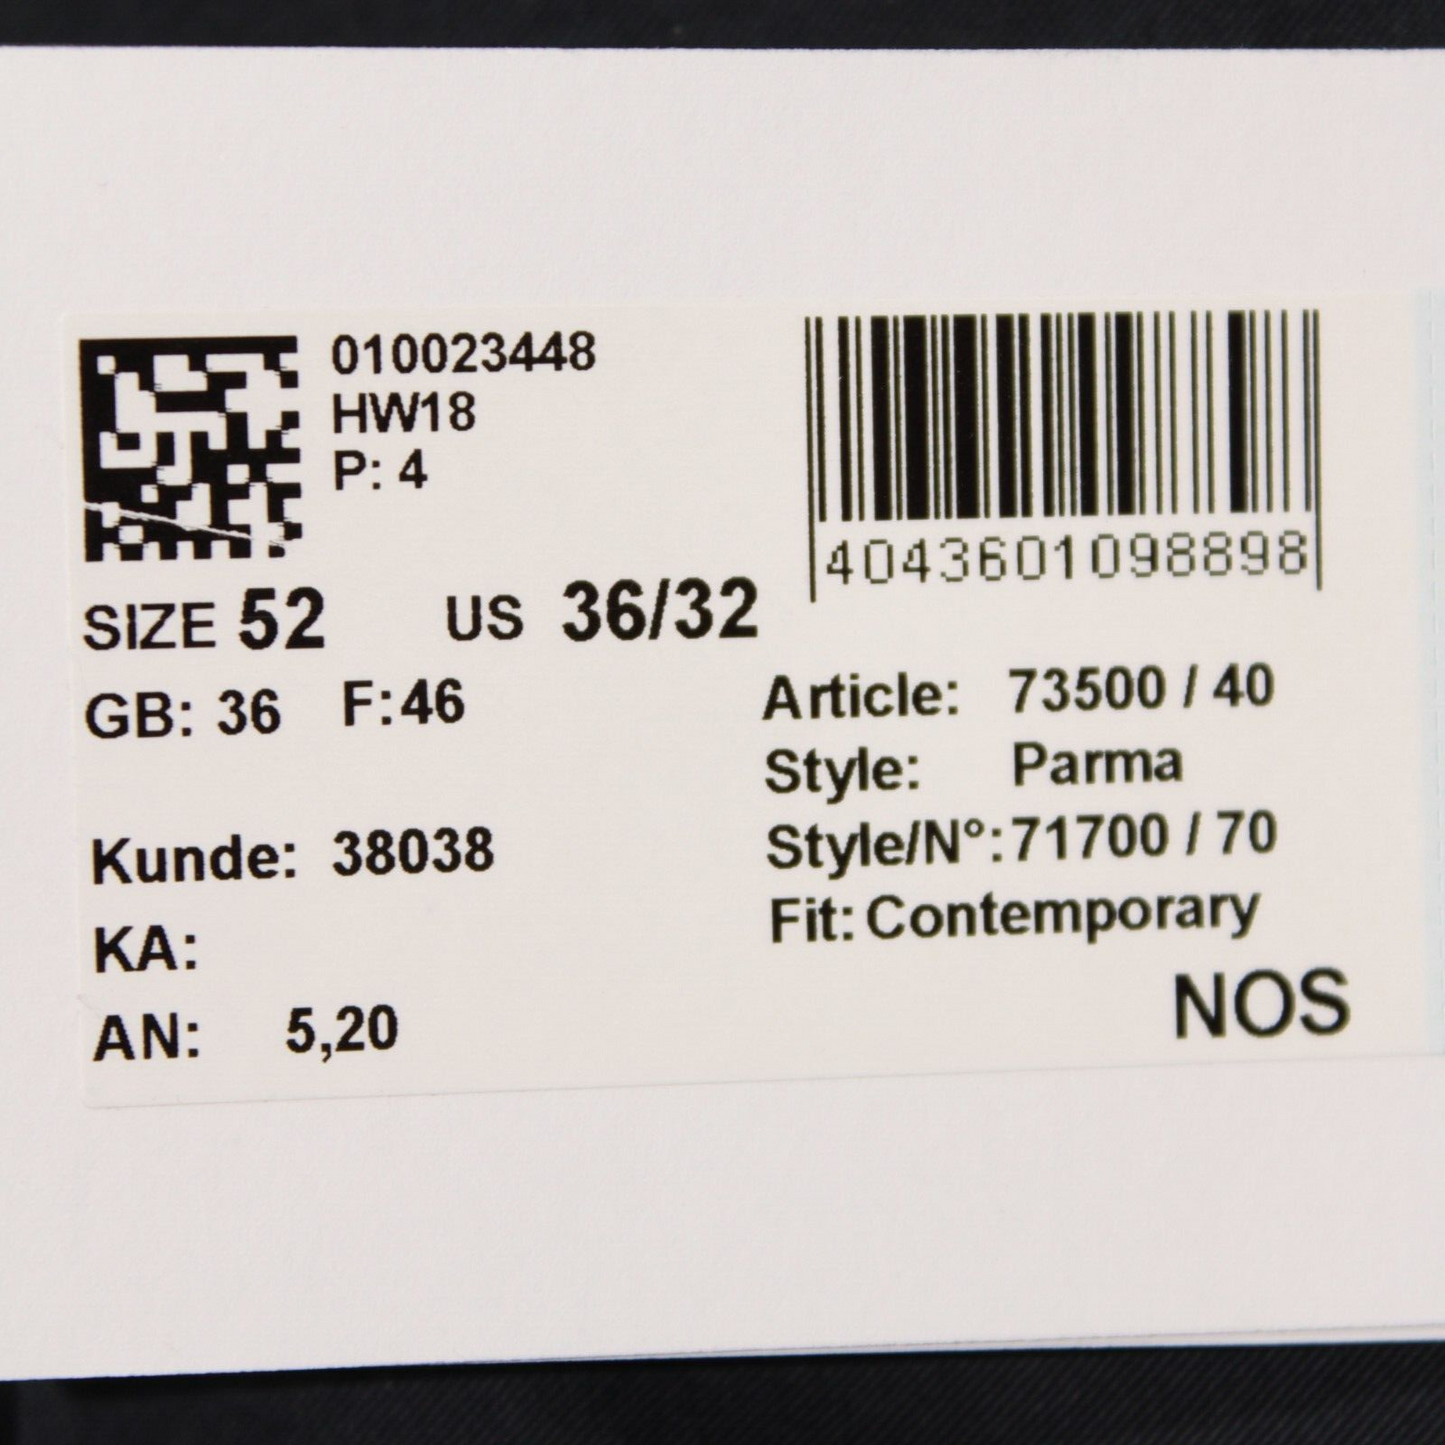 010023448
HW18
P: 4
4043601098898
SIZE 52 US 36/32
GB: 36 F:46
Article: 73500 / 40
Style: Parma
Style/N°:71700 / 70
Fit: Contemporary
Kunde: 38038
KA:
AN: 5,20
NOS